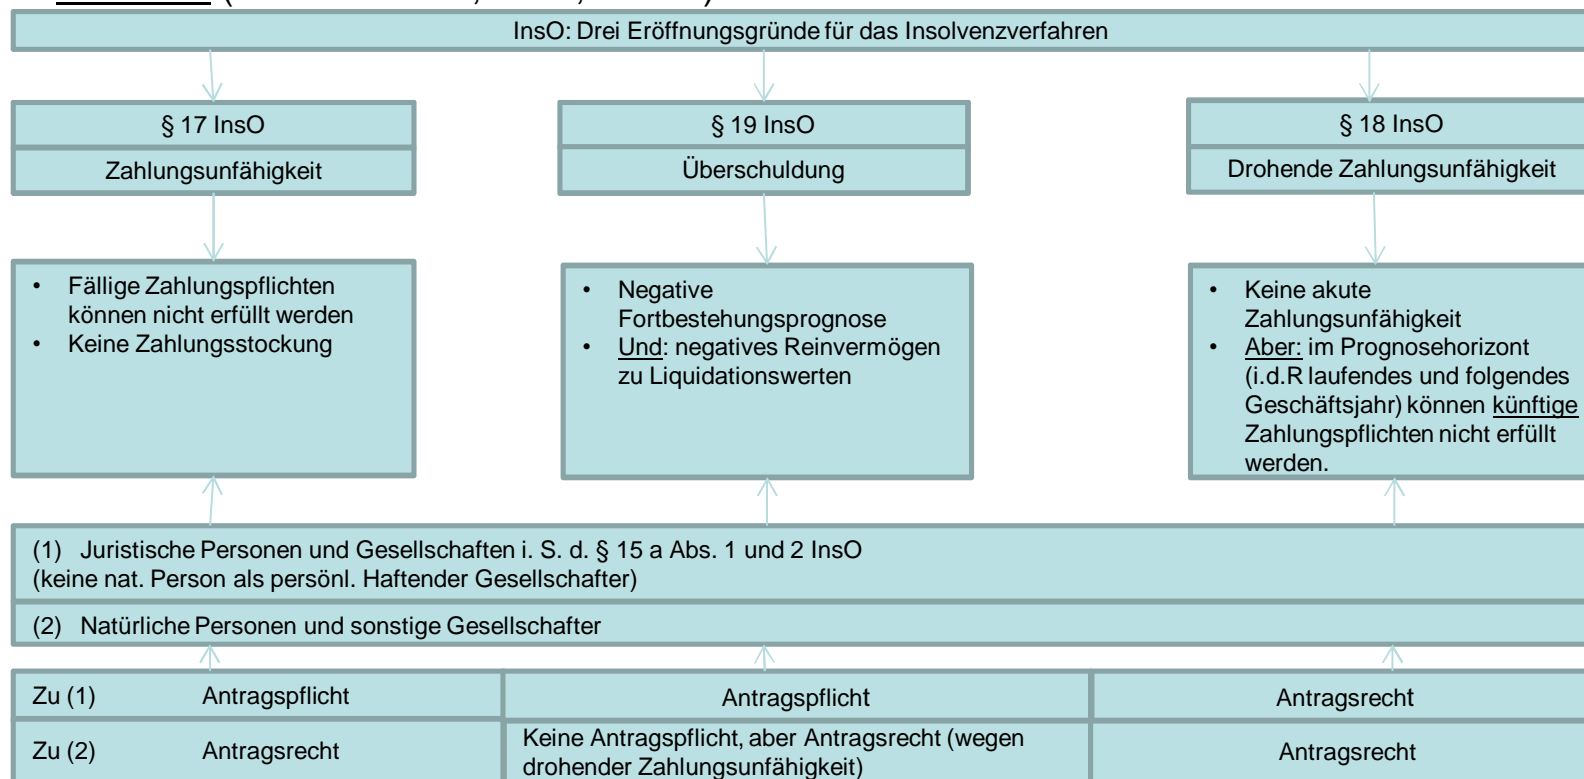 InsO: Drei Eröffnungsgründe für das Insolvenzverfahren
§ 17 InsO
Zahlungsunfähigkeit
§ 19 InsO
Überschuldung
§ 18 InsO
Drohende Zahlungsunfähigkeit
• Fällige Zahlungspflichten
können nicht erfüllt werden
• Keine Zahlungsstockung
• Negative
Fortbestehungsprognose
• Und: negatives Reinvermögen
zu Liquidationswerten
• Keine akute
Zahlungsunfähigkeit
• Aber: im Prognosehorizont
(i.d.R laufendes und folgendes
Geschäftsjahr) können künftige
Zahlungspflichten nicht erfüllt
werden.
(1) Juristische Personen und Gesellschaften i. S. d. § 15 a Abs. 1 und 2 InsO
(keine nat. Person als persönl. Haftender Gesellschafter)
(2) Natürliche Personen und sonstige Gesellschafter
Zu (1) Antragspflicht
Antragspflicht
Antragsrecht
Zu (2) Antragsrecht
Keine Antragspflicht, aber Antragsrecht (wegen
drohender Zahlungsunfähigkeit)
Antragsrecht